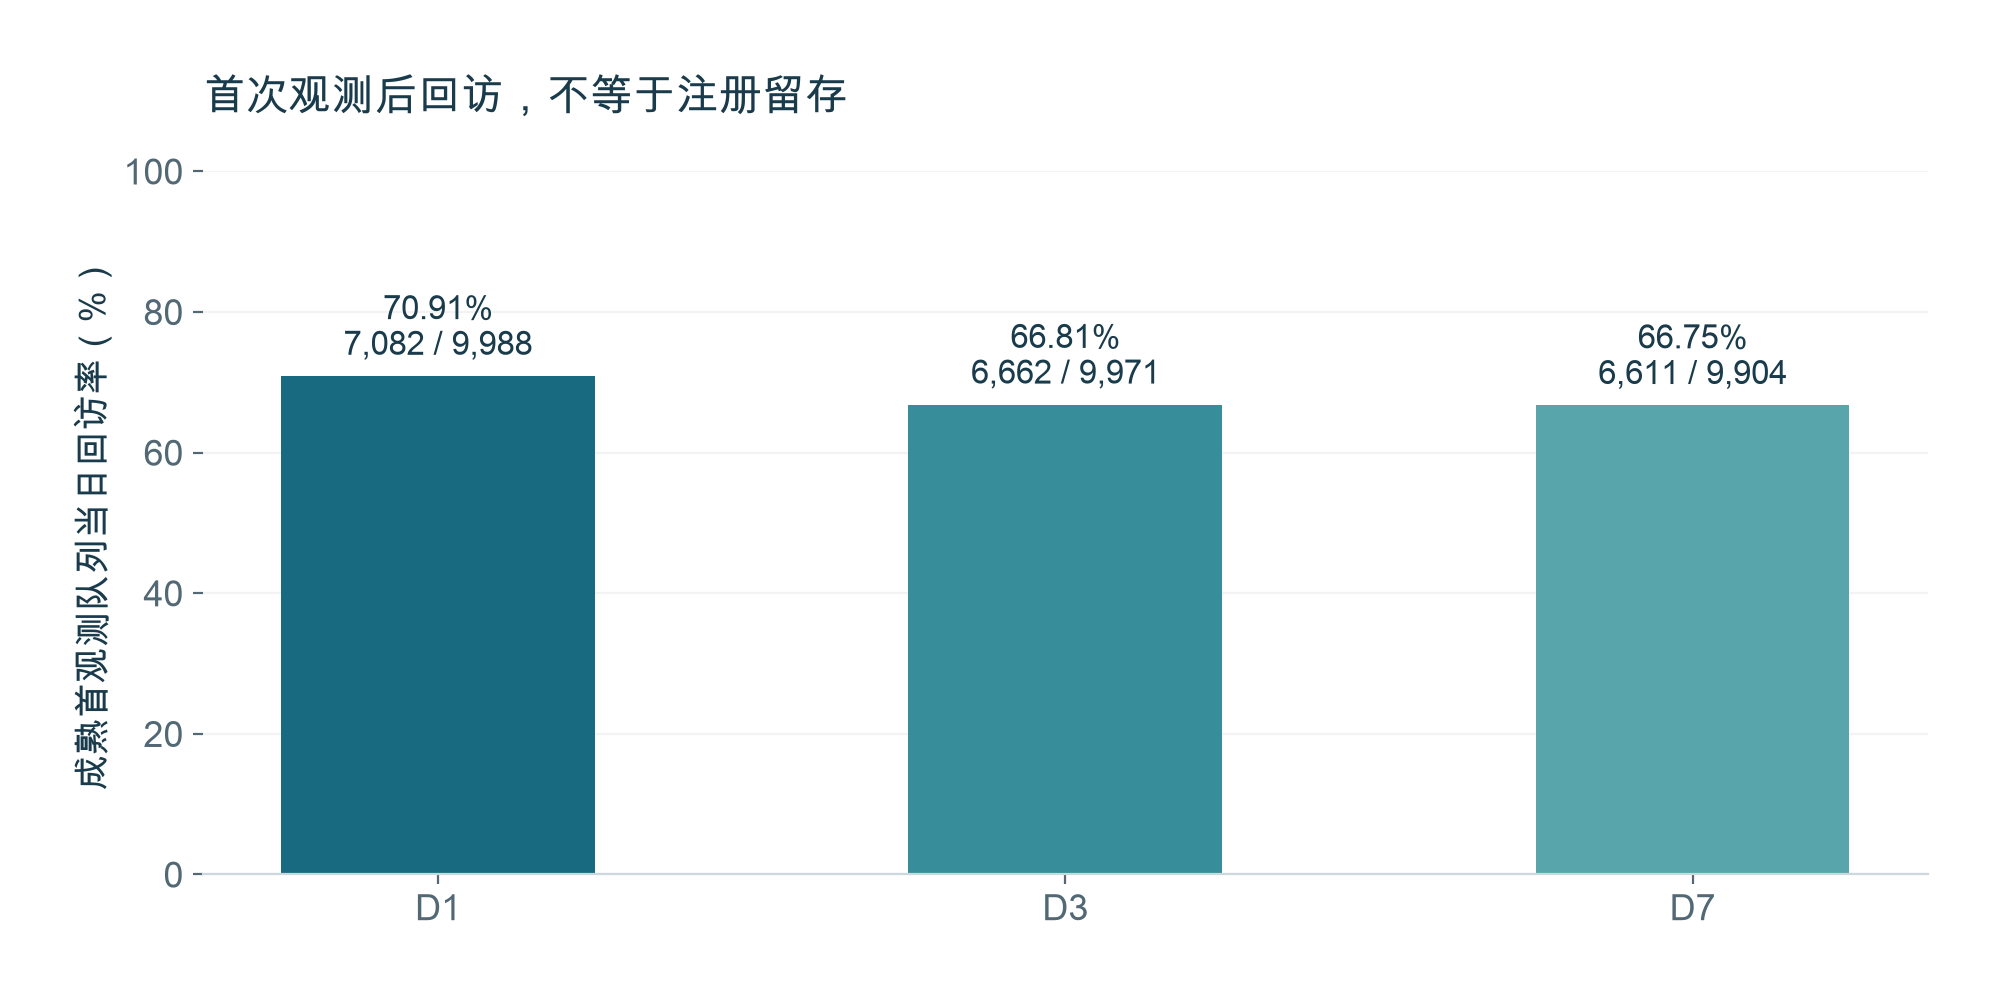 首次观测后回访，不等于注册留存
成熟首观测队列当日回访率（%）
100
80
60
40
20
0
70.91%
7,082 / 9,988
66.81%
6,662 / 9,971
66.75%
6,611 / 9,904
D1
D3
D7